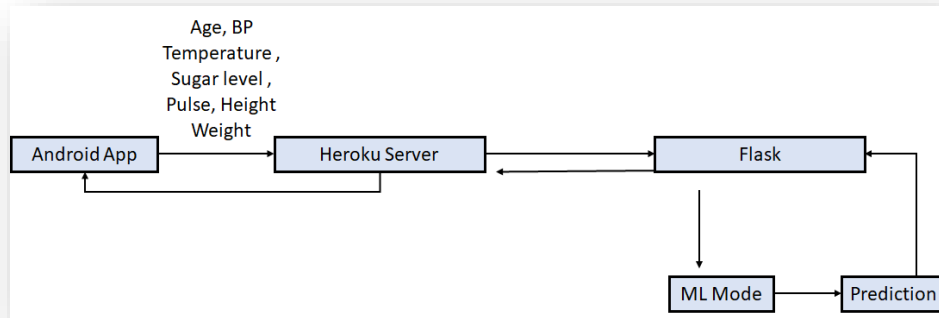 Age, BP
Temperature ,
Sugar level ,
Pulse, Height
Weight
Android App
Heroku Server
Flask
ML Mode
Prediction